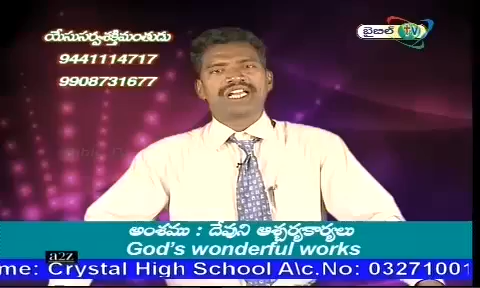 యేసుసర్వశక్తిమంతుడు
9441114717
9908731677
బైబిల్ TV
అంశము : దేవుని ఆశ్చర్యకార్యలు
God's wonderful works
a2z
me: Crystal High School A\c.No: 03271001